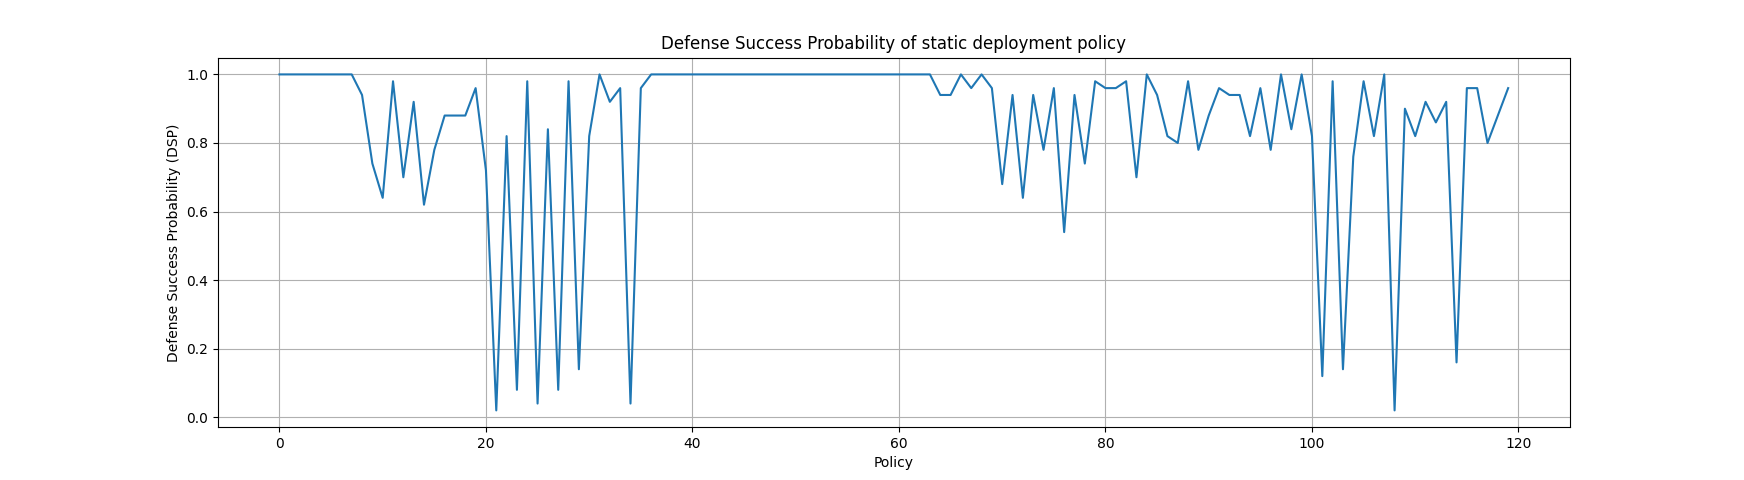 Defense Success Probability of static deployment policy
Defense Success Probability (DSP)
1.0
0.8
0.6
0.4
0.2
0.0
0 20 40 60 80 100 120
Policy